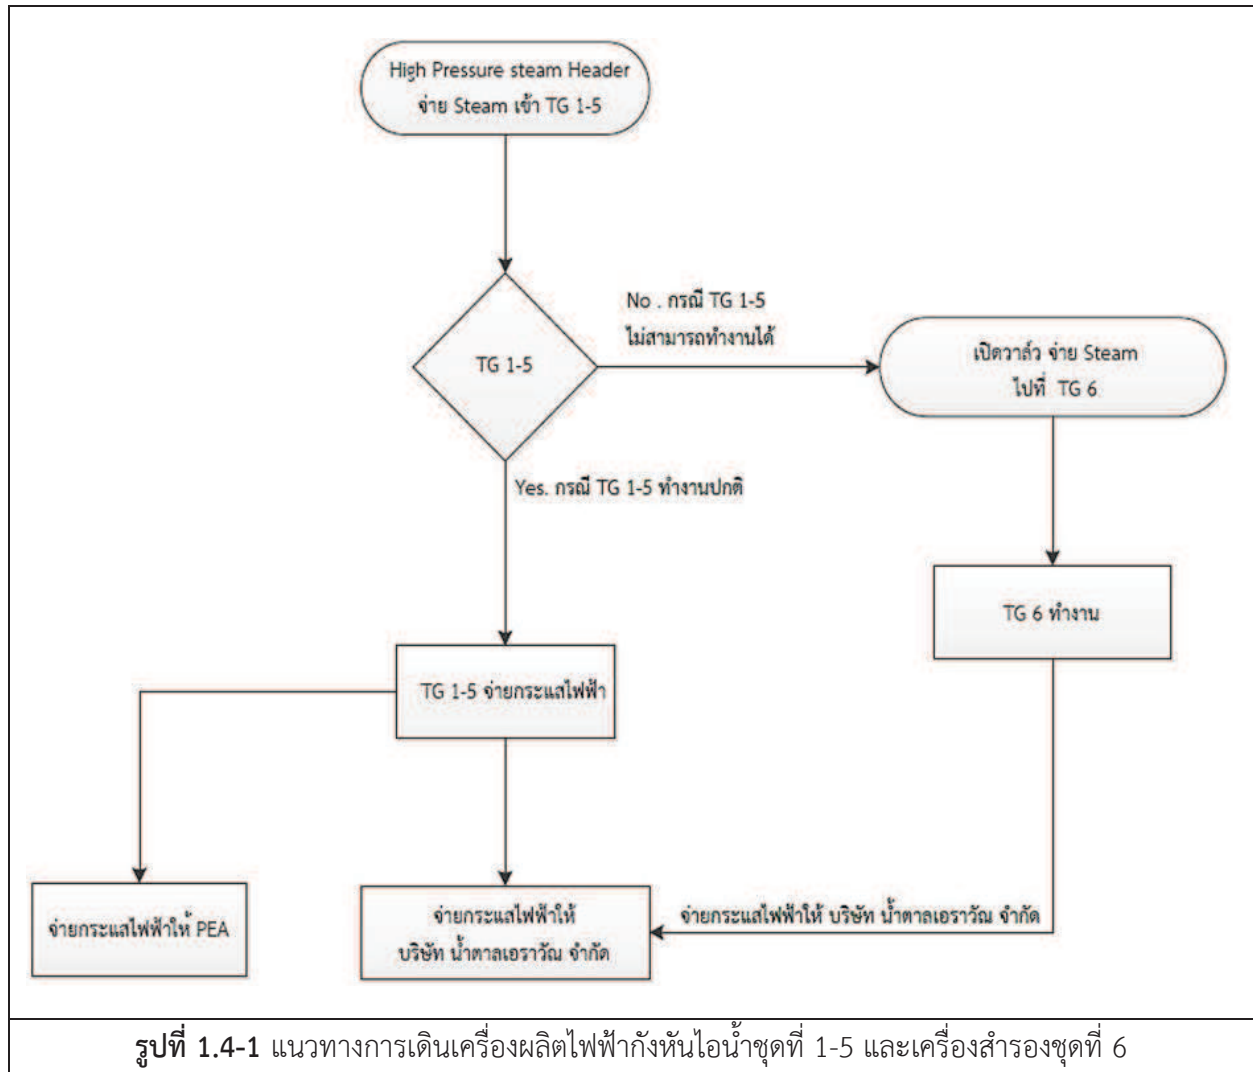 High Pressure steam Header
จ่าย Steam เข้า TG 1-5
TG 1-5
No . กรณี TG 1-5
ไม่สามารถทำงานได้
เปิดวาล์ว จ่าย Steam
ไปที่ TG 6
Yes. กรณี TG 1-5 ทำงานปกติ
TG 6 ทำงาน
TG 1-5 จ่ายกระแสไฟฟ้า
จ่ายกระแสไฟฟ้าให้ PEA
จ่ายกระแสไฟฟ้าให้
บริษัท น้ำตาลเอราวัณ จำกัด
จ่ายกระแสไฟฟ้าให้ บริษัท น้ำตาลเอราวัณ จำกัด
รูปที่ 1.4-1 แนวทางการเดินเครื่องผลิตไฟฟ้ากังหันไอน้ำชุดที่ 1-5 และเครื่องสำรองชุดที่ 6